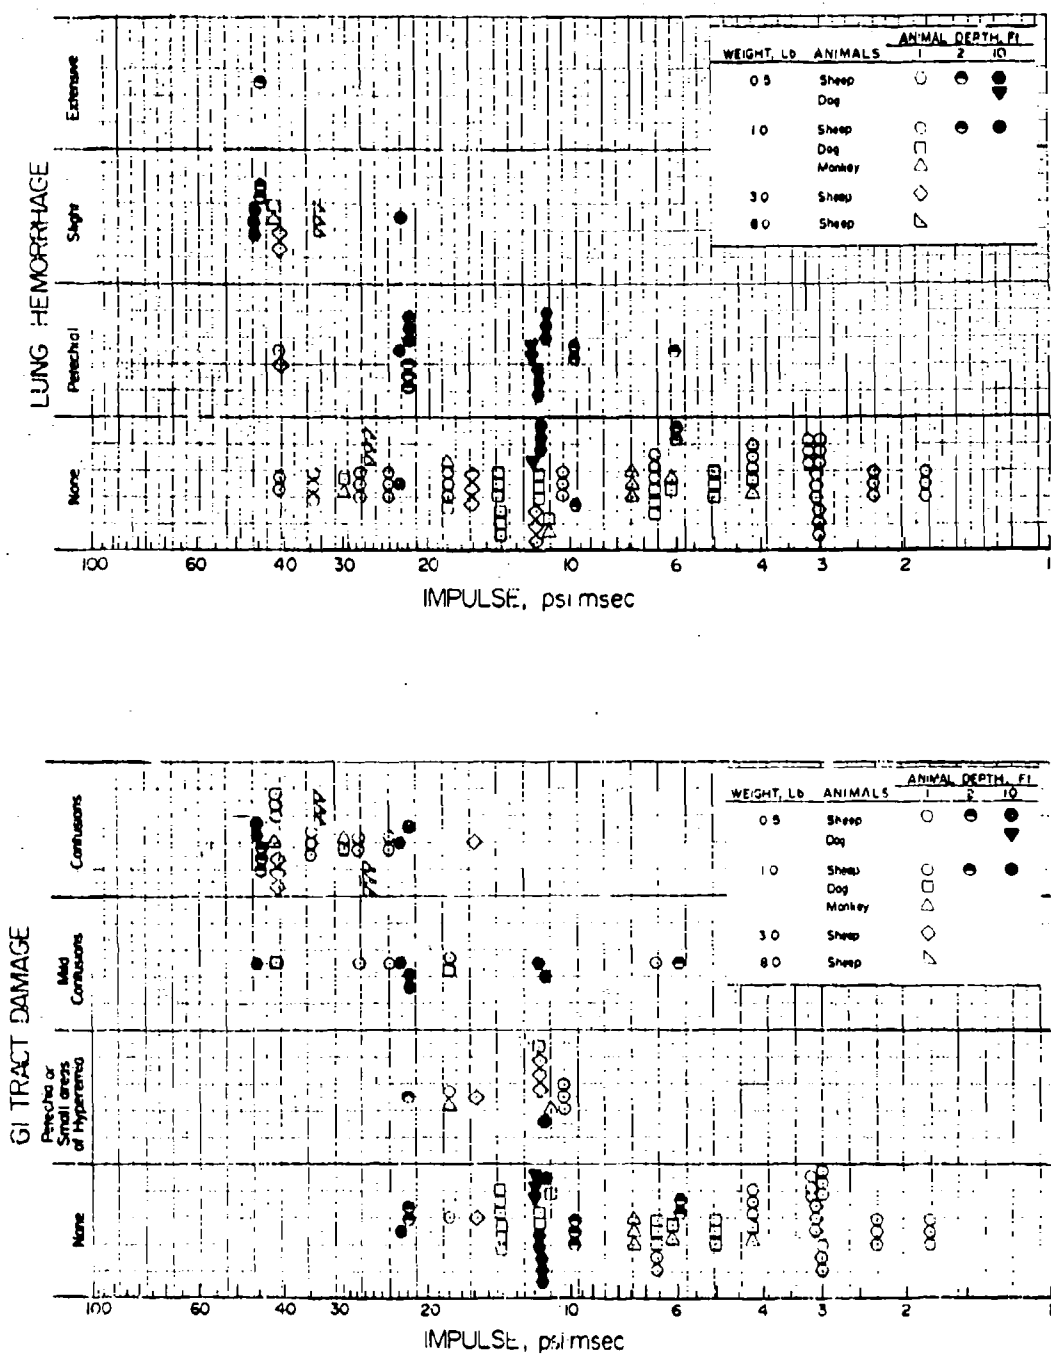 LUNG HEMORRHAGE
Extensive
Slight
Petechial
None
ANIMAL DEPTH, Ft
WEIGHT, Lb ANIMALS 1 2 10
0.5 Sheep
Dog
1.0 Sheep
Dog
Monkey
3.0 Sheep
8.0 Sheep
100 60 40 30 20 10 6 4 3 2 1
IMPULSE, psi·msec
GI TRACT DAMAGE
Contusions
Mild
Contusions
Petechia or
Small areas
of Hyperemia
None
ANIMAL DEPTH, Ft
WEIGHT, Lb ANIMALS 1 2 10
0.5 Sheep
Dog
1.0 Sheep
Dog
Monkey
3.0 Sheep
8.0 Sheep
100 60 40 30 20 10 6 4 3 2 1
IMPULSE, psi·msec